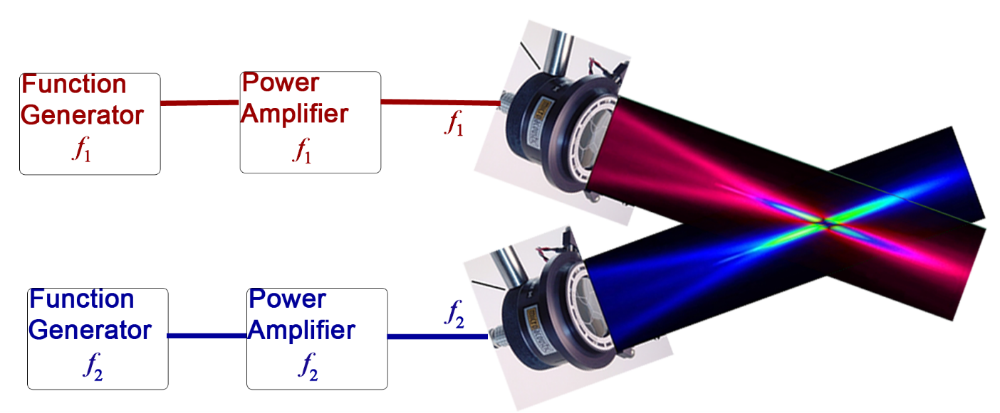 Function
Generator
f₁
Power
Amplifier
f₁
f₁
Function
Generator
f₂
Power
Amplifier
f₂
f₂